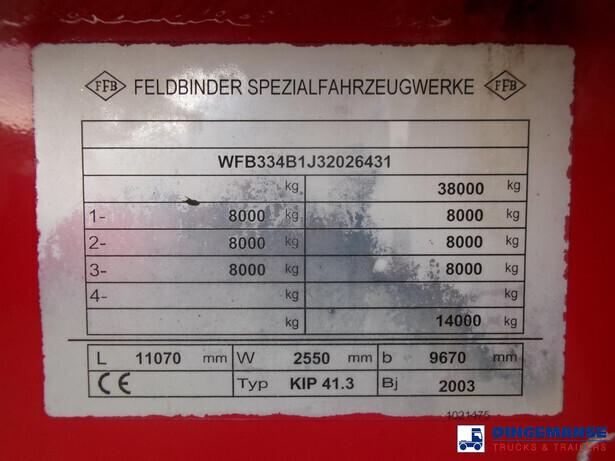 FFB FELDBINDER SPEZIALFAHRZEUGWERKE FFB
WFB334B1J32026431
kg 38000 kg
1- 8000 kg 8000 kg
2- 8000 kg 8000 kg
3- 8000 kg 8000 kg
4- kg kg
kg 14000 kg
L 11070 mm W 2550 mm b 9670 mm
CE Typ KIP 41.3 Bj 2003
1021475
DINGEMANSE
TRUCKS & TRAILERS